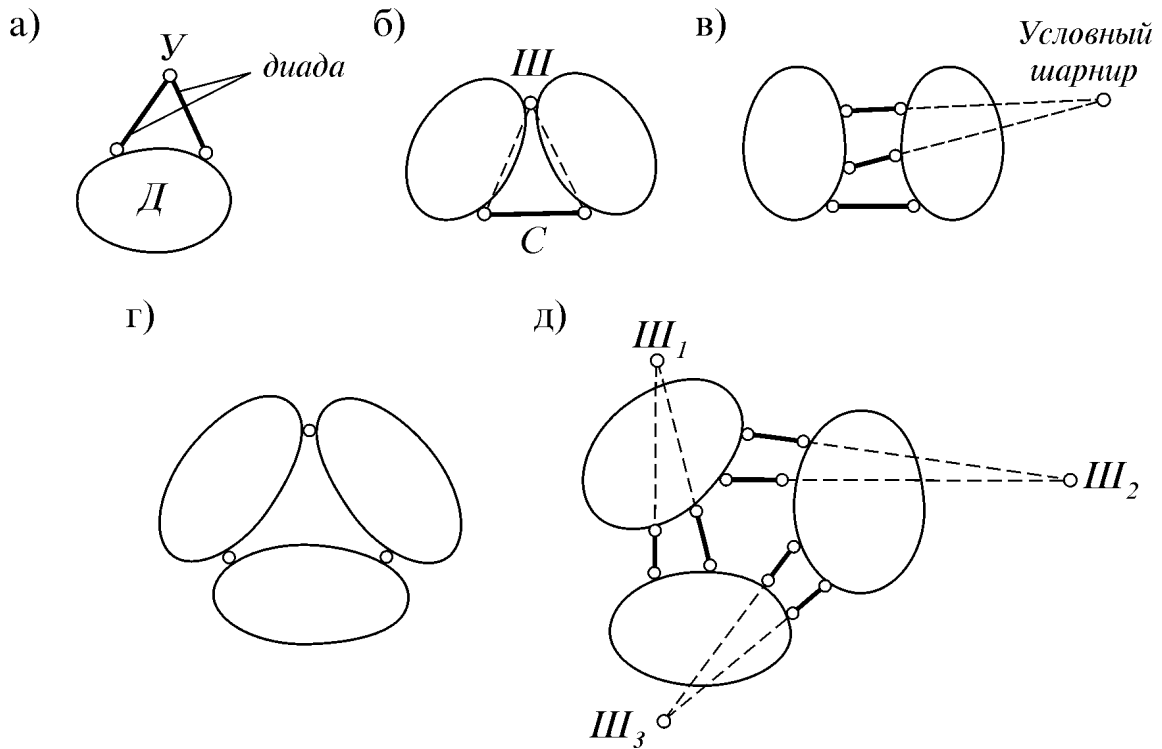 а)
У
диада
Д
б)
Ш
С
в)
Условный
шарнир
г)
д)
Ш1
Ш2
Ш3